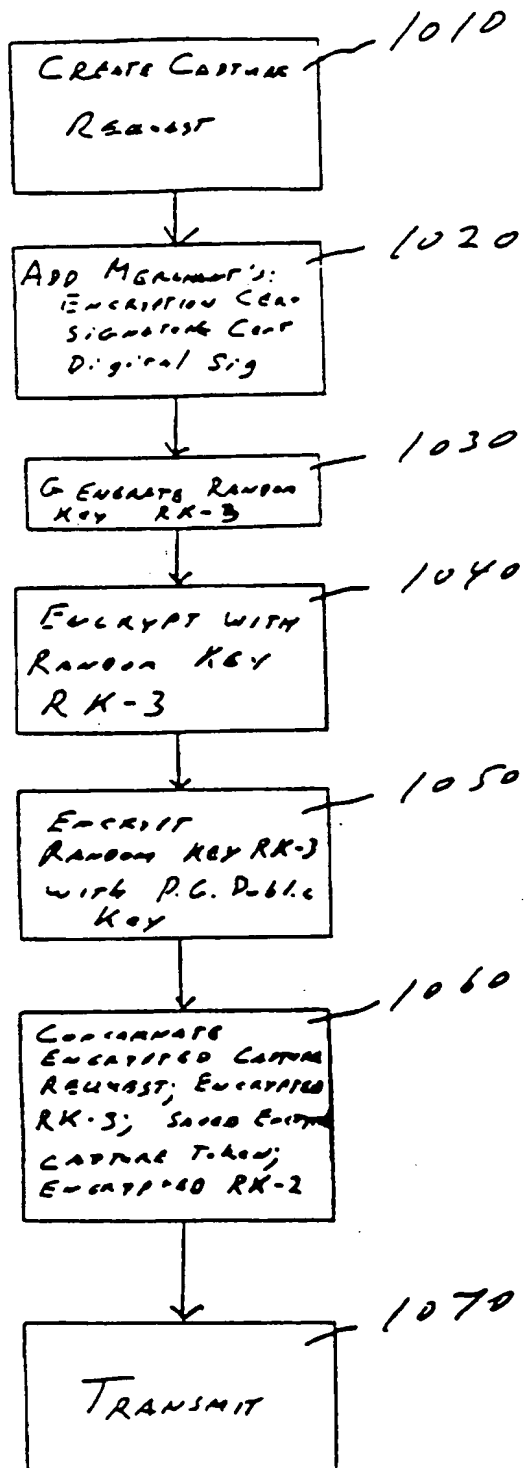 1010
CREATE CAPTURE
REQUEST
1020
ADD MERCHANT'S:
ENCRYPTION CERT
SIGNATURE CERT
Digital Sig
1030
GENERATE RANDOM
KEY RK-3
1040
ENCRYPT WITH
RANDOM KEY
RK-3
1050
ENCRYPT
RANDOM KEY RK-3
with P.G. Public
Key
1060
CONCANNATE
ENCRYPTED CAPTURE
REQUEST; ENCRYPTED
RK-3; SAVED
CAPTURE TOKEN;
ENCRYPTED RK-2
1070
TRANSMIT